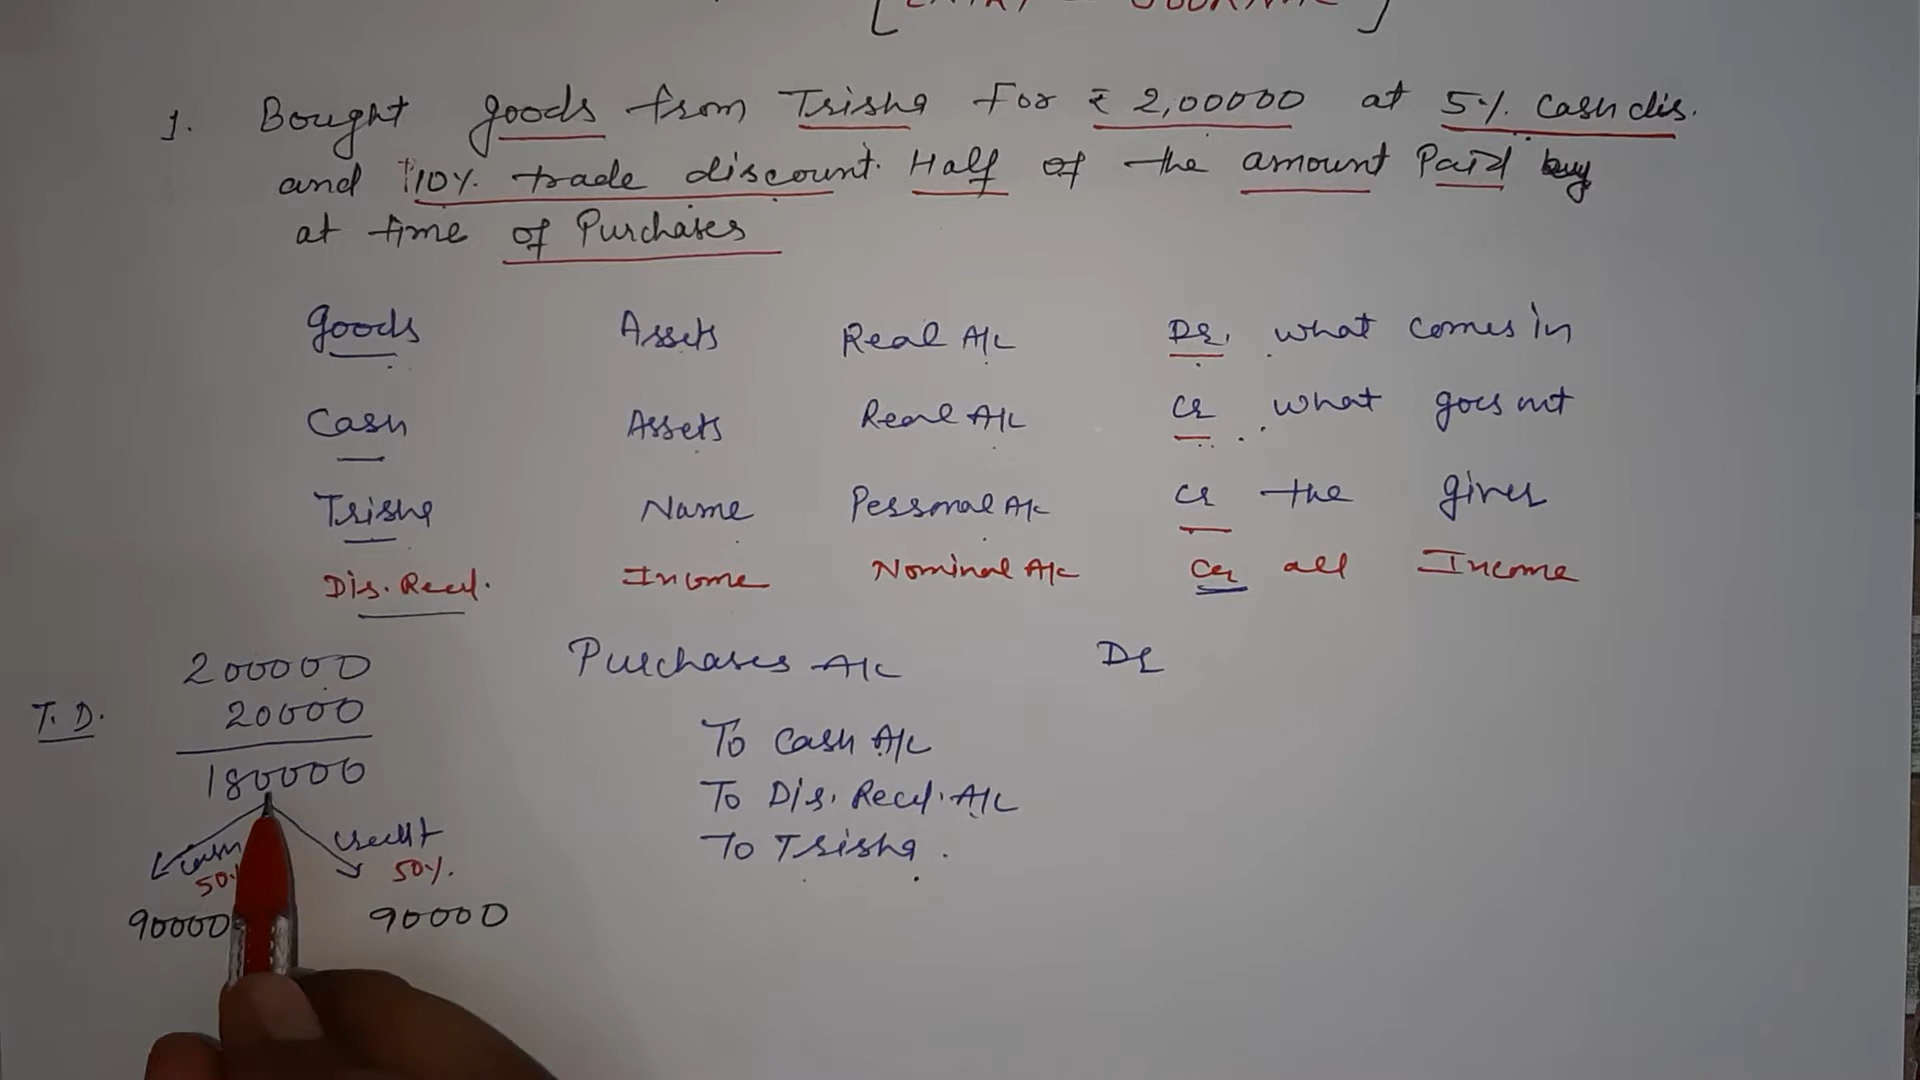 1. Bought goods from Trisha For ₹ 2,00000 at 5% Cash dis.
and 10% trade discount. Half of the amount Paid buy
at time of Purchases
goods Assets Real A/c Dr. what comes in
Cash Assets Real A/c Cr. what goes out
Trisha Name Personal A/c Cr the giver
Dis. Recd. Income Nominal A/c Cr all Income
200000 Purchases A/c Dr
T. D. 20000
To Cash A/c
180000
To Dis. Recd. A/c
Cash Credit
To Trisha.
50% 50%.
90000 90000